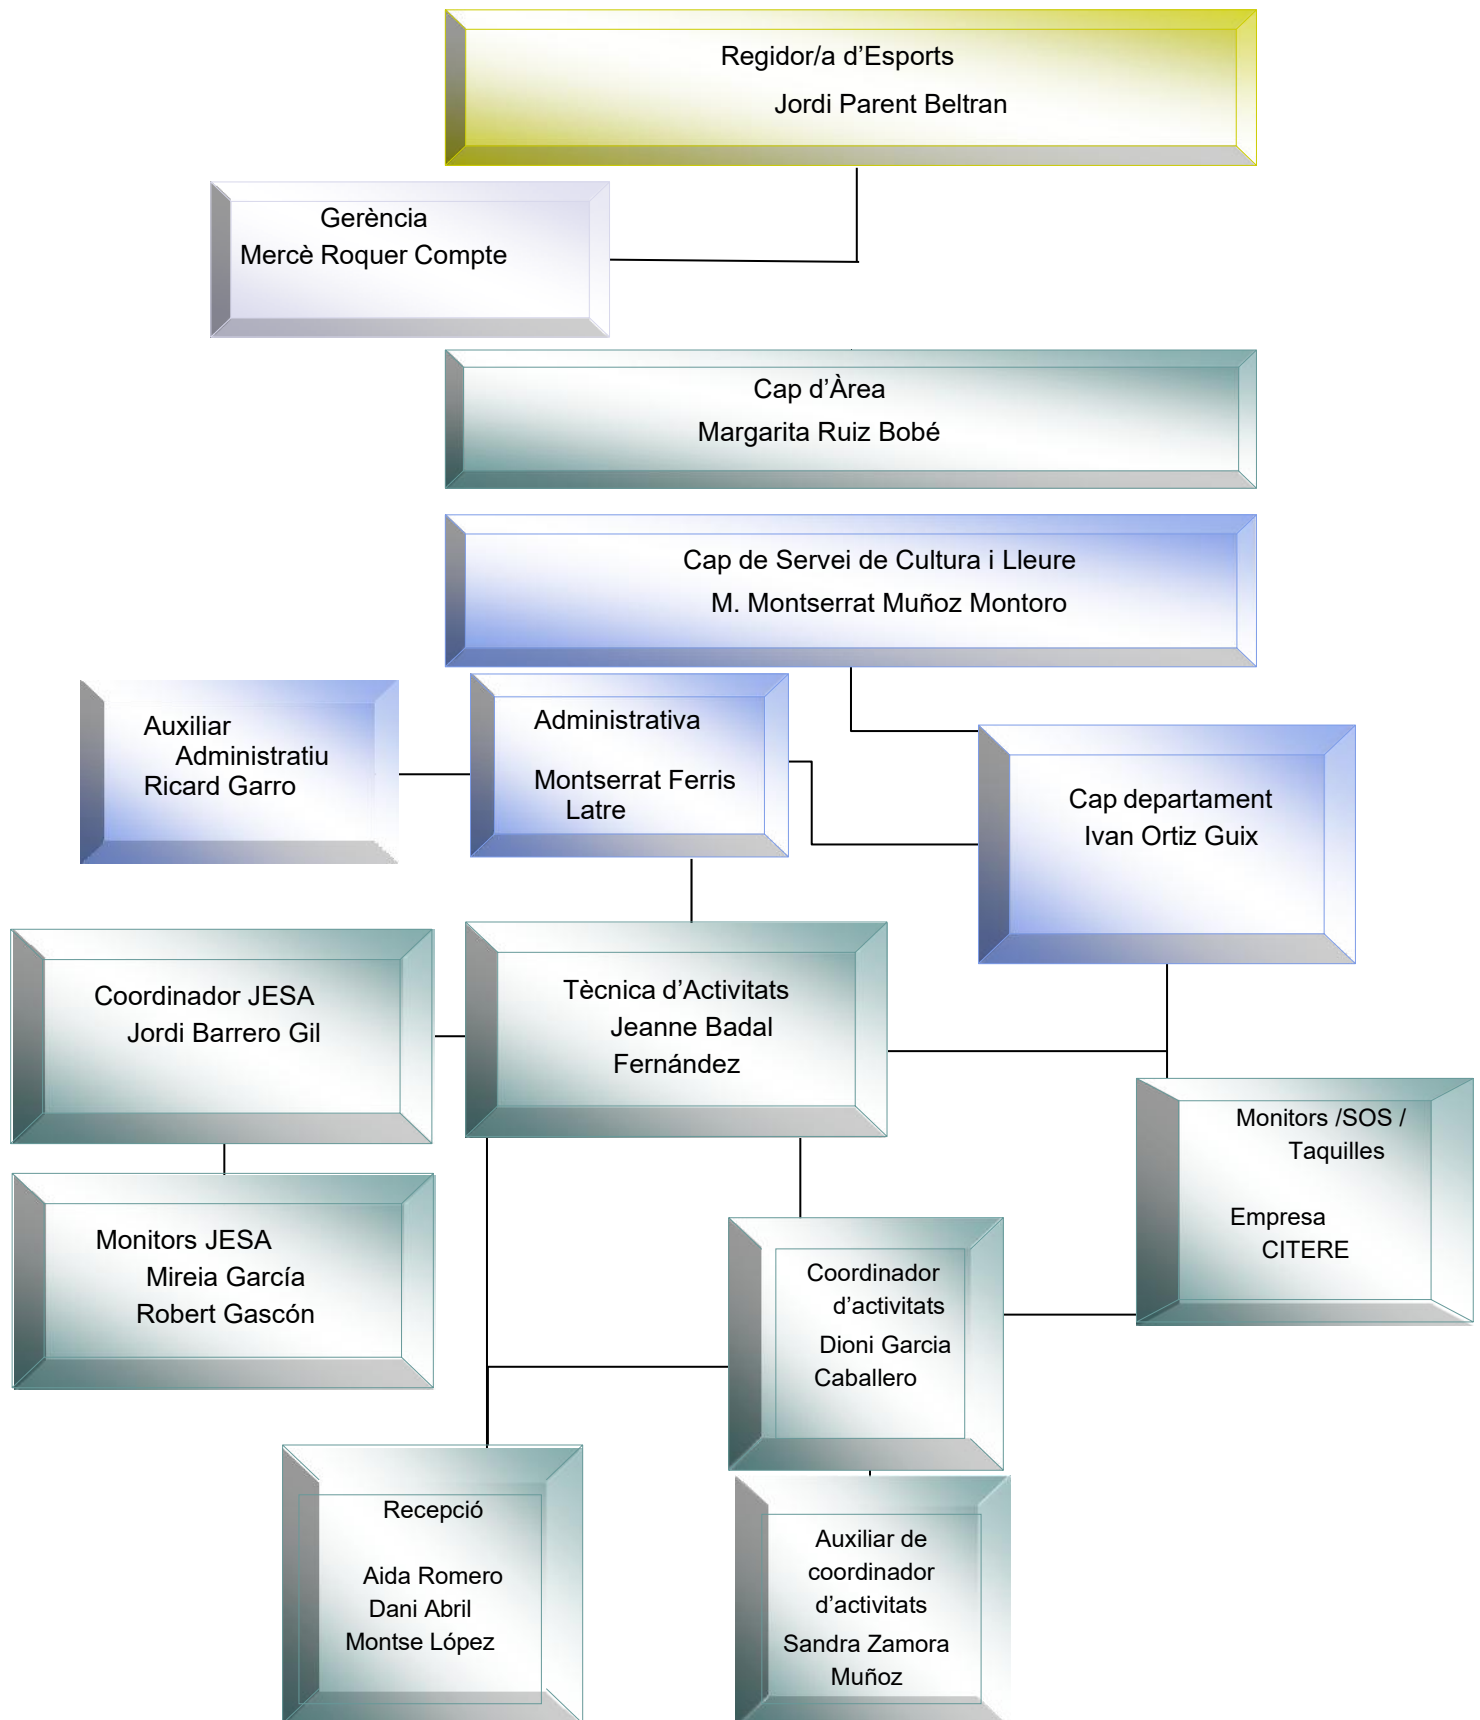 Regidor/a d’Esports
Jordi Parent Beltran
Gerència
Mercè Roquer Compte
Cap d’Àrea
Margarita Ruiz Bobé
Cap de Servei de Cultura i Lleure
M. Montserrat Muñoz Montoro
Auxiliar
Administratiu
Ricard Garro
Administrativa
Montserrat Ferris
Latre
Cap departament
Ivan Ortiz Guix
Coordinador JESA
Jordi Barrero Gil
Tècnica d’Activitats
Jeanne Badal
Fernández
Monitors /SOS /
Taquilles
Empresa
CITERE
Monitors JESA
Mireia García
Robert Gascón
Coordinador
d’activitats
Dioni Garcia
Caballero
Recepció
Aida Romero
Dani Abril
Montse López
Auxiliar de
coordinador
d’activitats
Sandra Zamora
Muñoz